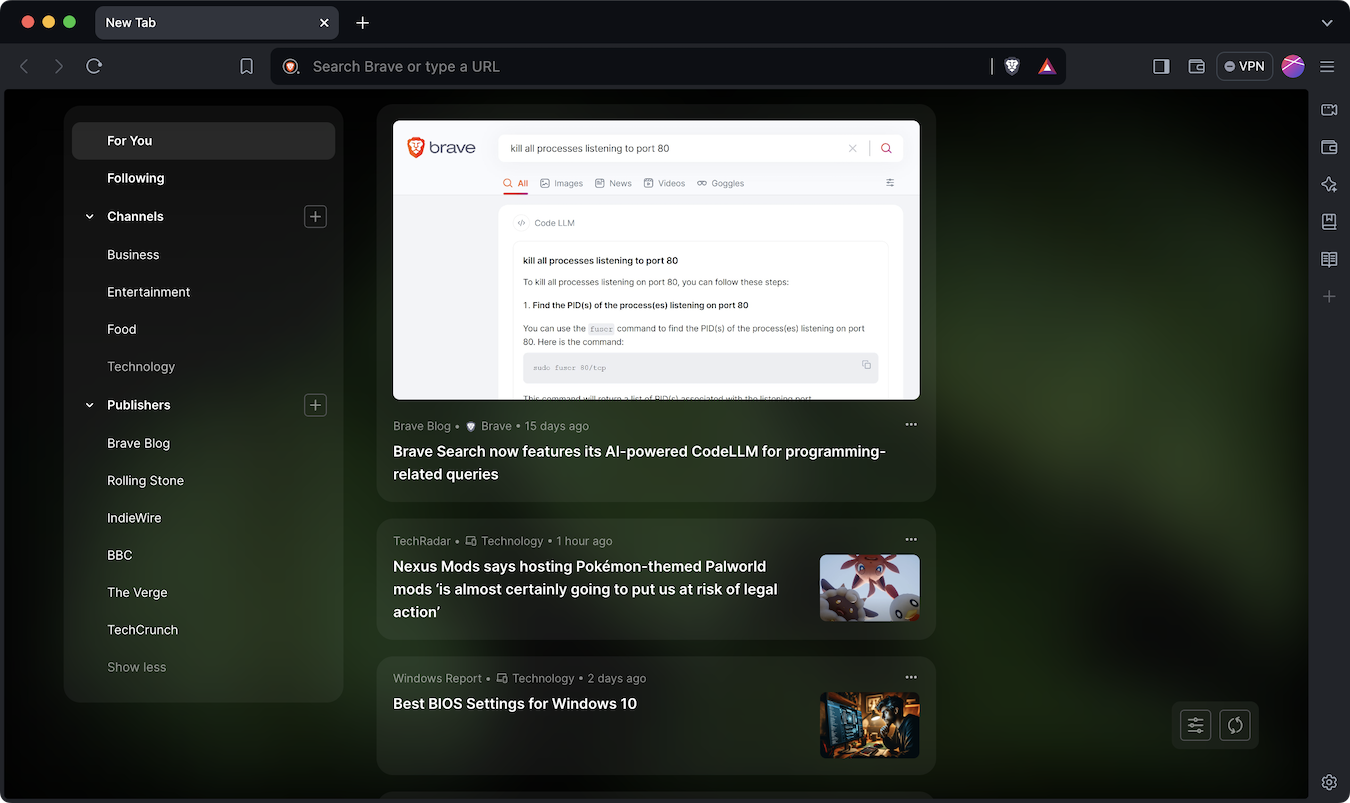 New Tab
Search Brave or type a URL
VPN
For You
Following
Channels
Business
Entertainment
Food
Technology
Publishers
Brave Blog
Rolling Stone
IndieWire
BBC
The Verge
TechCrunch
Show less
brave
kill all processes listening to port 80
All Images News Videos Goggles
Code LLM
kill all processes listening to port 80
To kill all processes listening on port 80, you can follow these steps:
1. Find the PID(s) of the process(es) listening on port 80
You can use the fuser command to find the PID(s) of the process(es) listening on port
80. Here is the command:
sudo fuser 80/tcp
This command will return a list of PID(s) associated with the listening port
Brave Blog • Brave • 15 days ago
Brave Search now features its AI-powered CodeLLM for programming-
related queries
TechRadar • Technology • 1 hour ago
Nexus Mods says hosting Pokémon-themed Palworld
mods ‘is almost certainly going to put us at risk of legal
action’
Windows Report • Technology • 2 days ago
Best BIOS Settings for Windows 10